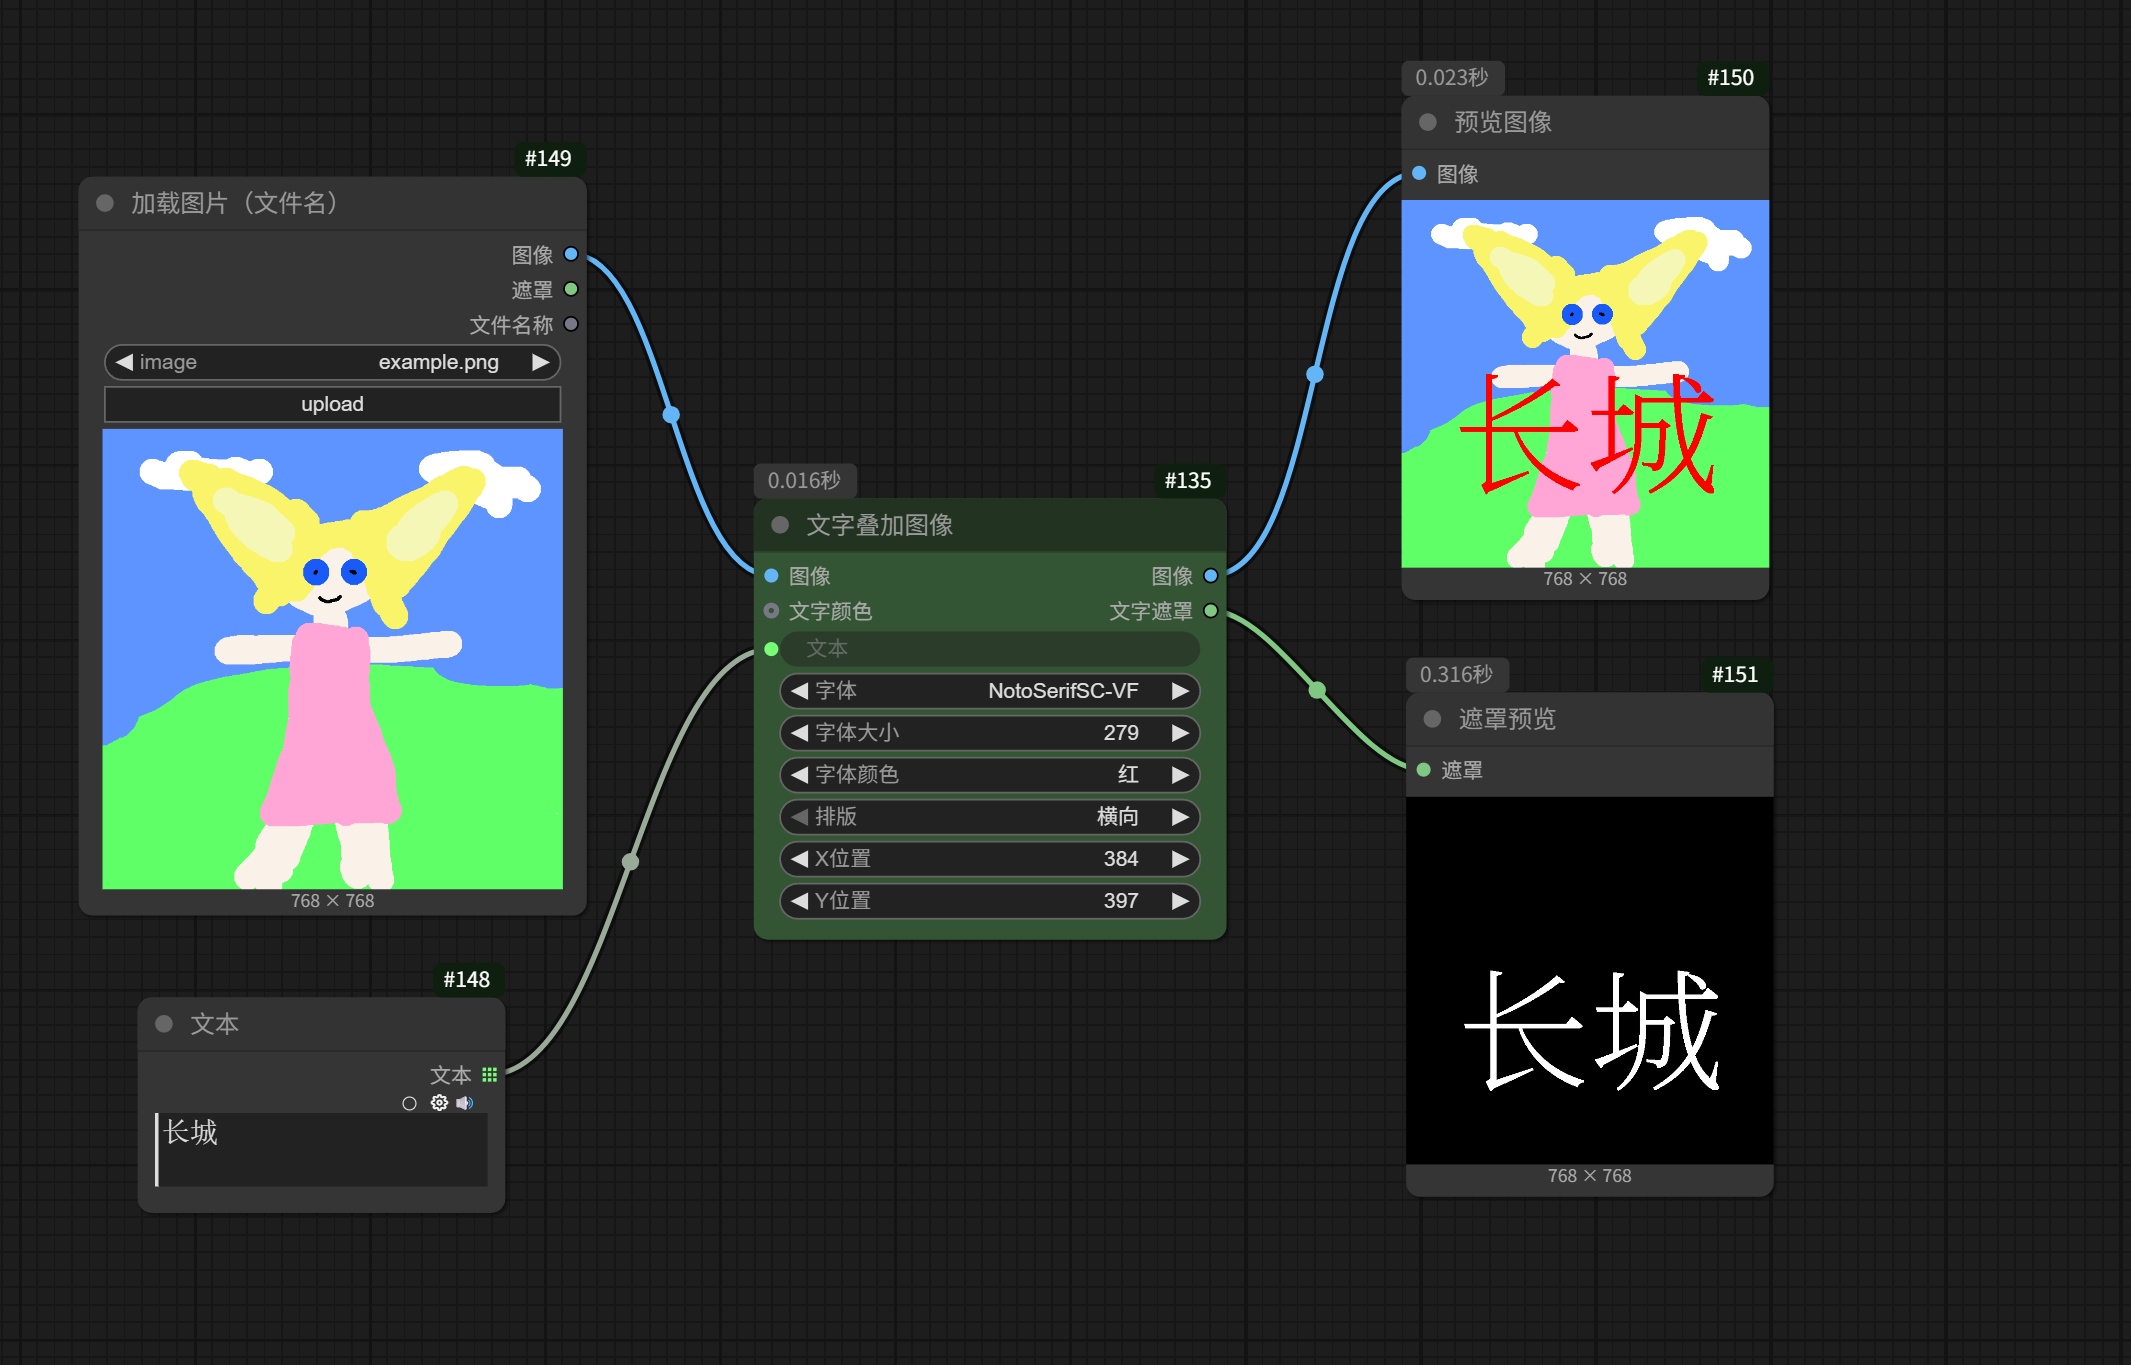 #149
加载图片（文件名）
图像
遮罩
文件名称
image example.png
upload
768 × 768
#148
文本
文本
长城
0.016秒 #135
文字叠加图像
图像 图像
文字颜色 文字遮罩
文本
字体 NotoSerifSC-VF
字体大小 279
字体颜色 红
排版 横向
X位置 384
Y位置 397
0.023秒 #150
预览图像
图像
长城
768 × 768
0.316秒 #151
遮罩预览
遮罩
长城
768 × 768